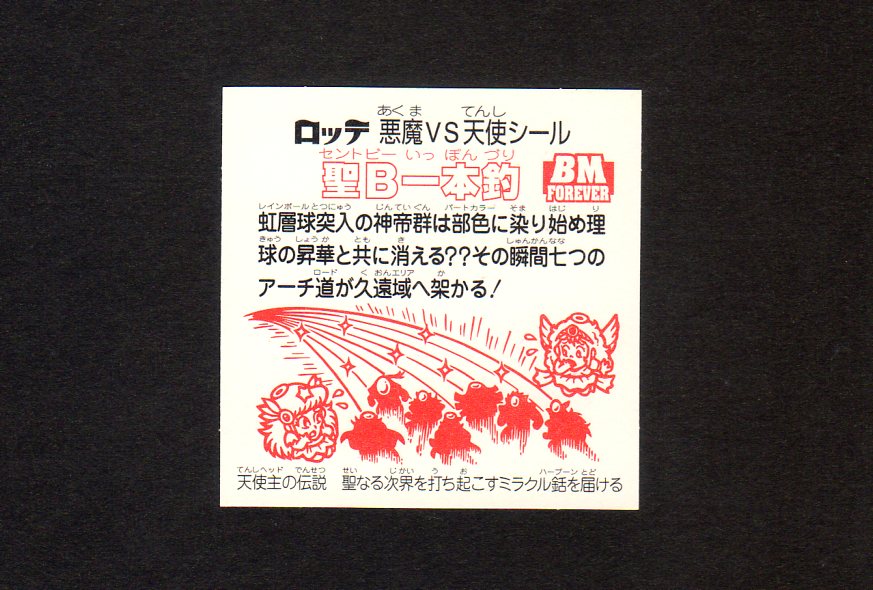 あくま てんし
ロッテ 悪魔VS天使シール
セントビー いっ ぽん づり
聖B一本釣
BM
FOREVER
レインボール とつにゅう じんてい ぐん パートカラー そま はじ り
虹層球突入の神帝群は部色に染り始め理
きゅう しょう か とも き しゅんかん なな
球の昇華と共に消える??その瞬間七つの
ロード く おんエリア か
アーチ道が久遠域へ架かる!
てんしヘッド でんせつ せい じかい う お ハープーン とど
天使主の伝説 聖なる次界を打ち起こすミラクル銛を届ける